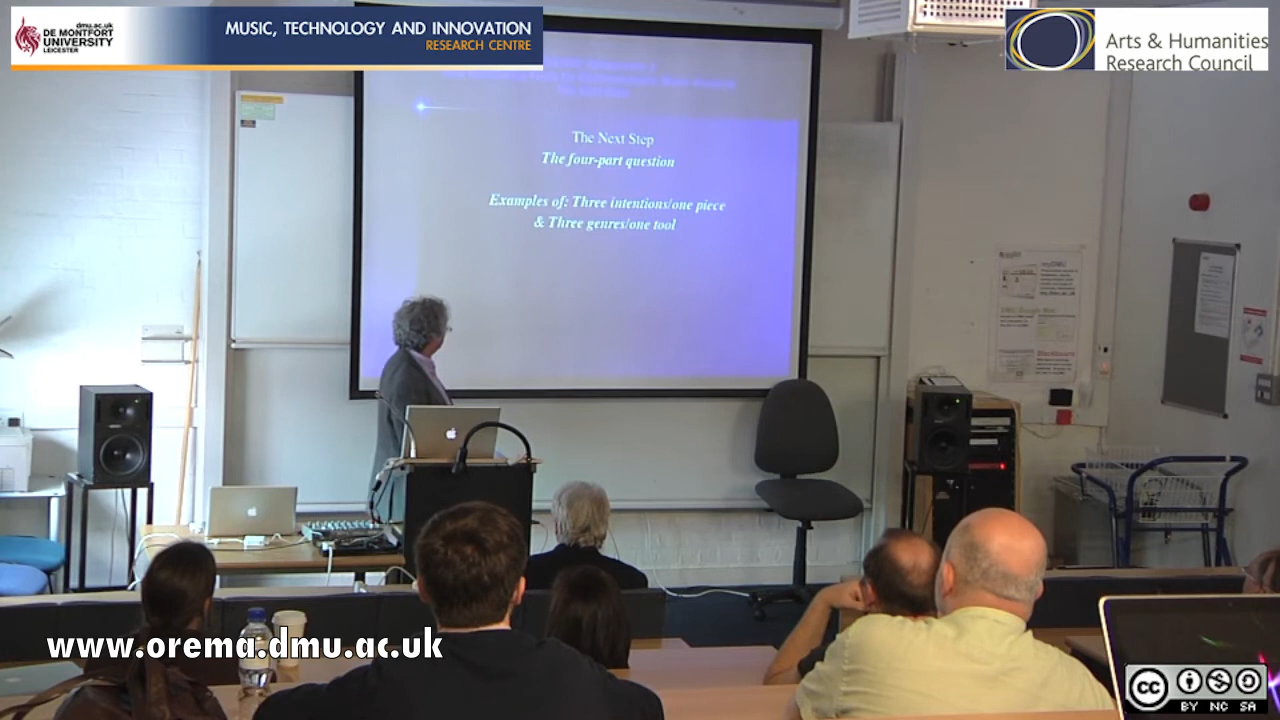 dmu.ac.uk
DE MONTFORT
UNIVERSITY
LEICESTER
MUSIC, TECHNOLOGY AND INNOVATION
RESEARCH CENTRE
Arts & Humanities
Research Council
The Next Step
The four-part question
Examples of: Three intentions/one piece
& Three genres/one tool
www.orema.dmu.ac.uk
cc
BY NC SA